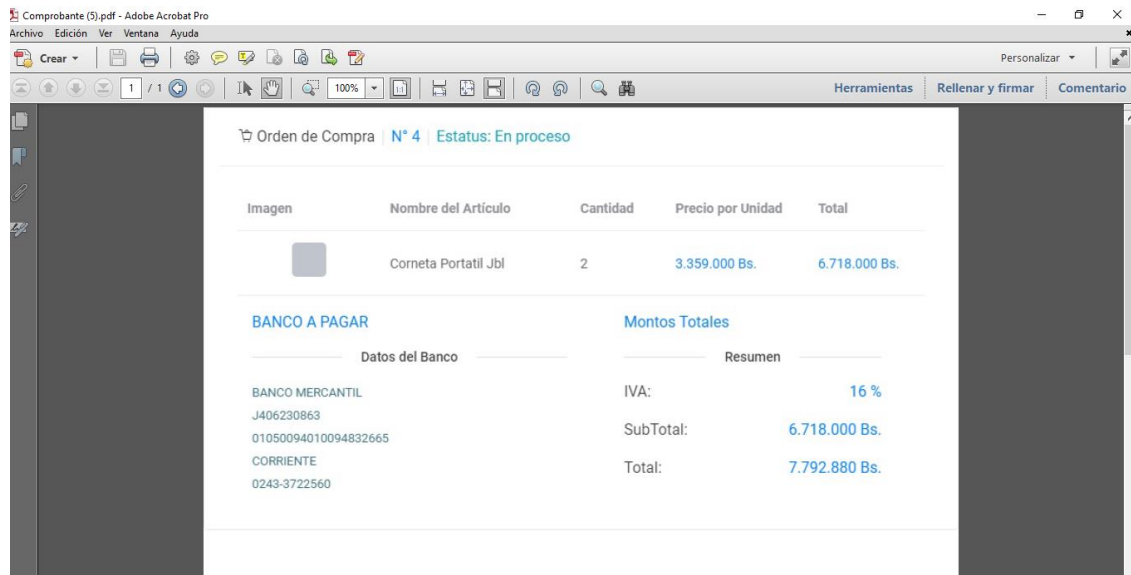 Comprobante (5).pdf - Adobe Acrobat Pro
Archivo Edición Ver Ventana Ayuda
Crear Personalizar
1 / 1 100% Herramientas Rellenar y firmar Comentario
Orden de Compra N° 4 Estatus: En proceso
Imagen Nombre del Artículo Cantidad Precio por Unidad Total
Corneta Portatil Jbl 2 3.359.000 Bs. 6.718.000 Bs.
BANCO A PAGAR
Datos del Banco
BANCO MERCANTIL
J406230863
01050094010094832665
CORRIENTE
0243-3722560
Montos Totales
Resumen
IVA: 16 %
SubTotal: 6.718.000 Bs.
Total: 7.792.880 Bs.